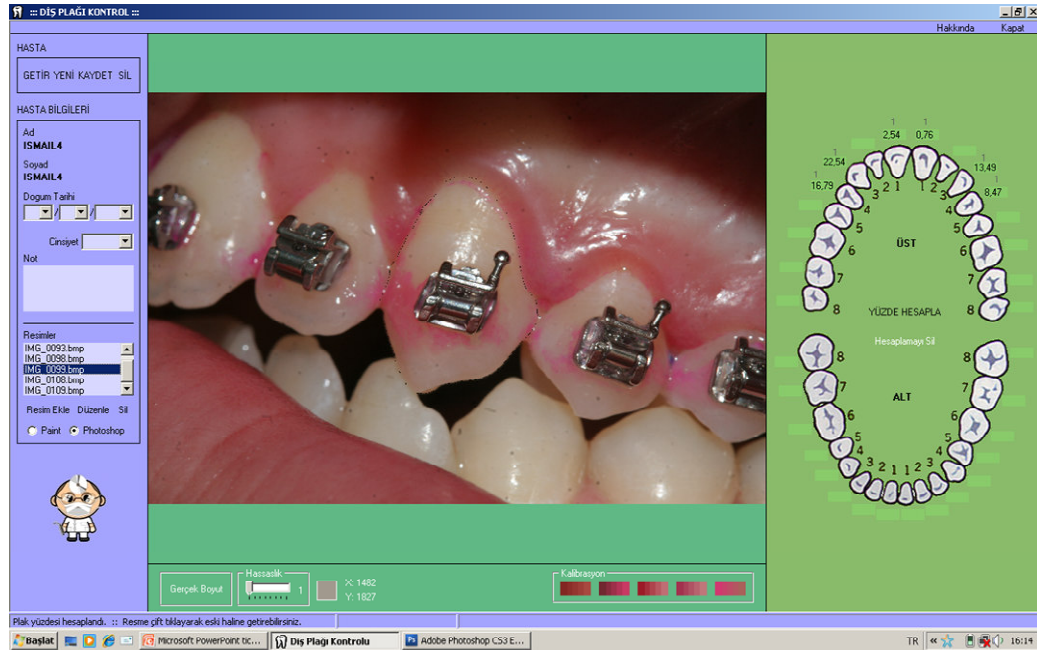 ::: DİŞ PLAĞI KONTROL :::
Hakkında Kapat
HASTA
GETİR YENİ KAYDET SİL
HASTA BİLGİLERİ
Ad
ISMAIL4
Soyad
ISMAIL4
Dogum Tarihi
/ /
Cinsiyet
Not
Resimler
IMG_0093.bmp
IMG_0098.bmp
IMG_0099.bmp
IMG_0108.bmp
IMG_0109.bmp
Resim Ekle Düzenle Sil
Paint Photoshop
1 1
2,54 0,76
1 1
22,54 13,49
1 1
16,79 8,47
3 2 1 1 2 3
4 4
5 5
6 6
7 7
8 8
ÜST
YÜZDE HESAPLA
Hesaplamayı Sil
8 8
7 7
ALT
6 6
5 5
4 4
3 2 1 1 2 3
Gerçek Boyut
Hassaslık
1
X: 1482
Y: 1827
Kalibrasyon
Plak yüzdesi hesaplandı. :: Resme çift tıklayarak eski haline getirebilirsiniz.
Başlat
Microsoft PowerPoint tic...
Diş Plağı Kontrolu
Adobe Photoshop CS3 E...
TR
16:14